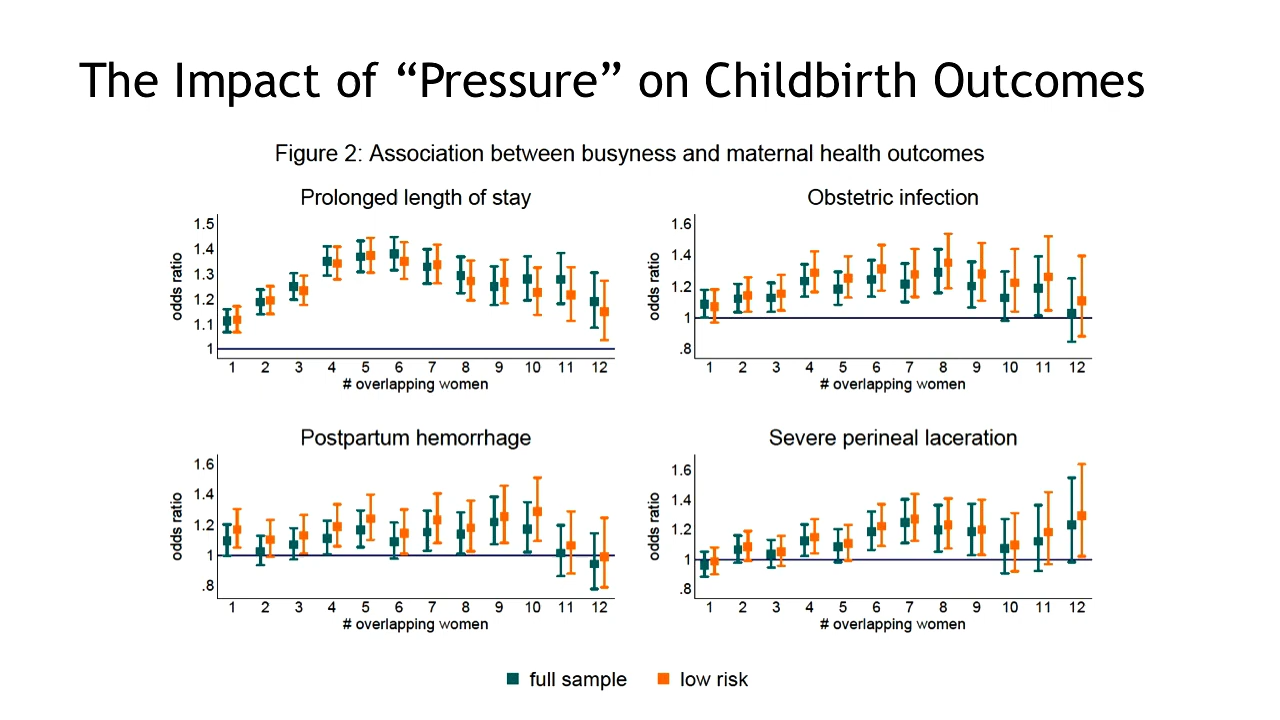 The Impact of “Pressure” on Childbirth Outcomes
Figure 2: Association between busyness and maternal health outcomes
Prolonged length of stay
odds ratio
1.5
1.4
1.3
1.2
1.1
1
1 2 3 4 5 6 7 8 9 10 11 12
# overlapping women
Obstetric infection
odds ratio
1.6
1.4
1.2
1
.8
1 2 3 4 5 6 7 8 9 10 11 12
# overlapping women
Postpartum hemorrhage
odds ratio
1.6
1.4
1.2
1
.8
1 2 3 4 5 6 7 8 9 10 11 12
# overlapping women
Severe perineal laceration
odds ratio
1.6
1.4
1.2
1
.8
1 2 3 4 5 6 7 8 9 10 11 12
# overlapping women
full sample low risk